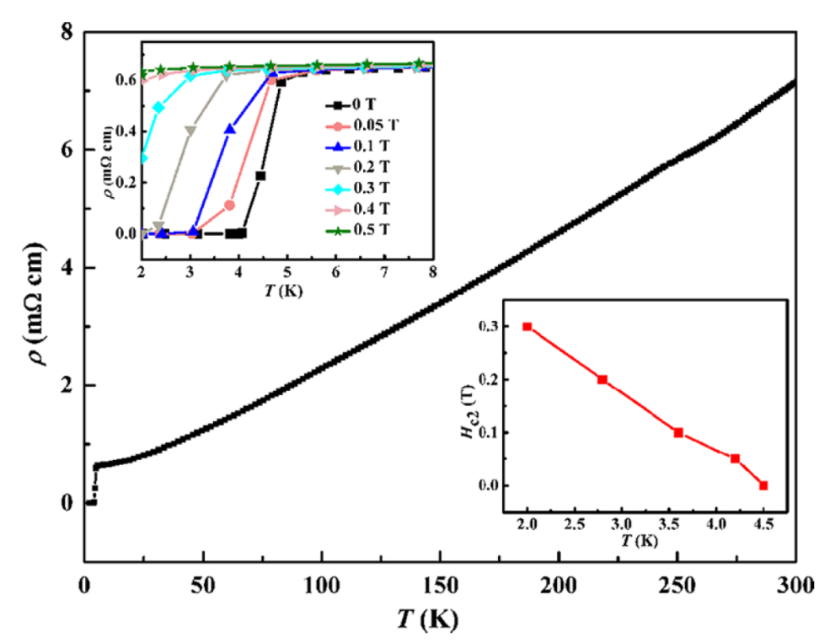 8
6
4
2
0
ρ (mΩ cm)
0 50 100 150 200 250 300
T (K)
0.6
0.4
0.2
0.0
ρ (mΩ cm)
2 3 4 5 6 7 8
T (K)
0 T
0.05 T
0.1 T
0.2 T
0.3 T
0.4 T
0.5 T
0.3
0.2
0.1
0.0
Hc2 (T)
2.0 2.5 3.0 3.5 4.0 4.5
T (K)